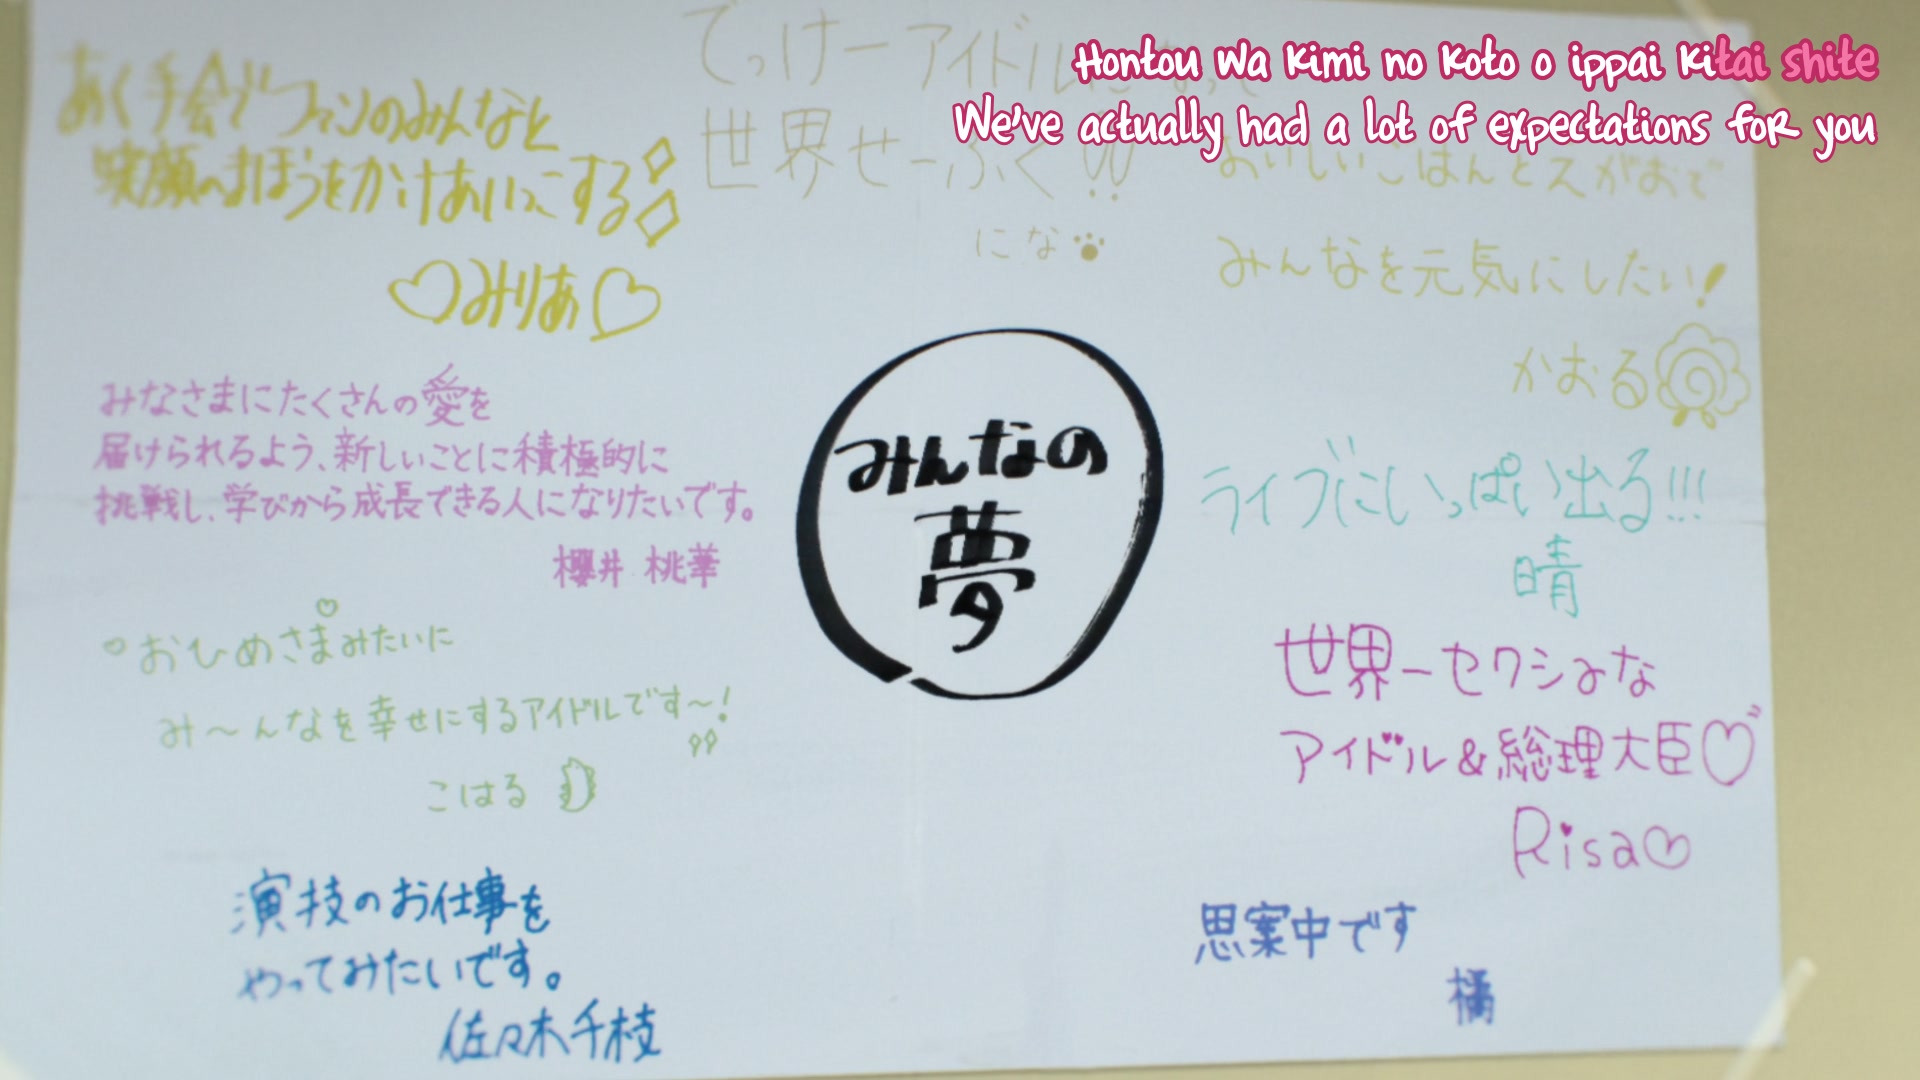 Hontou wa kimi no koto o ippai kitai shite
We've actually had a lot of expectations for you
あく手会でファンのみんなと
笑顔のまほうをかけあいっこする
みりあ
でっけーアイドルになって
世界せーふく!!
にな
おいしいごはんとえがおで
みんなを元気にしたい!
かおる
みなさまにたくさんの愛を
届けられるよう、新しいことに積極的に
挑戦し、学びから成長できる人になりたいです。
櫻井 桃華
みんなの
夢
ライブにいっぱい出る!!!
晴
おひめさまみたいに
み〜んなを幸せにするアイドルです〜!
こはる
世界一セクシーな
アイドル&総理大臣
Risa
演技のお仕事を
やってみたいです。
佐々木千枝
思案中です
橘